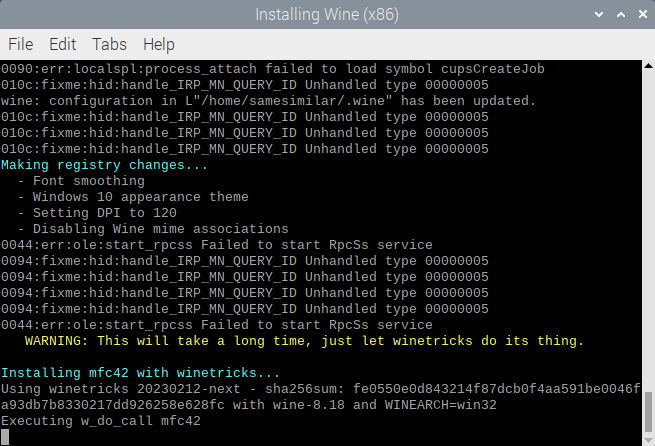 Installing Wine (x86)
File Edit Tabs Help
0090:err:localspl:process_attach failed to load symbol cupsCreateJob
010c:fixme:hid:handle_IRP_MN_QUERY_ID Unhandled type 00000005
wine: configuration in L"/home/samesimilar/.wine" has been updated.
010c:fixme:hid:handle_IRP_MN_QUERY_ID Unhandled type 00000005
010c:fixme:hid:handle_IRP_MN_QUERY_ID Unhandled type 00000005
010c:fixme:hid:handle_IRP_MN_QUERY_ID Unhandled type 00000005
Making registry changes...
- Font smoothing
- Windows 10 appearance theme
- Setting DPI to 120
- Disabling Wine mime associations
0044:err:ole:start_rpcss Failed to start RpcSs service
0094:fixme:hid:handle_IRP_MN_QUERY_ID Unhandled type 00000005
0094:fixme:hid:handle_IRP_MN_QUERY_ID Unhandled type 00000005
0094:fixme:hid:handle_IRP_MN_QUERY_ID Unhandled type 00000005
0094:fixme:hid:handle_IRP_MN_QUERY_ID Unhandled type 00000005
0044:err:ole:start_rpcss Failed to start RpcSs service
WARNING: This will take a long time, just let winetricks do its thing.
Installing mfc42 with winetricks...
Using winetricks 20230212-next - sha256sum: fe0550e0d843214f87dcb0f4aa591be0046f
a93db7b8330217dd926258e628fc with wine-8.18 and WINEARCH=win32
Executing w_do_call mfc42